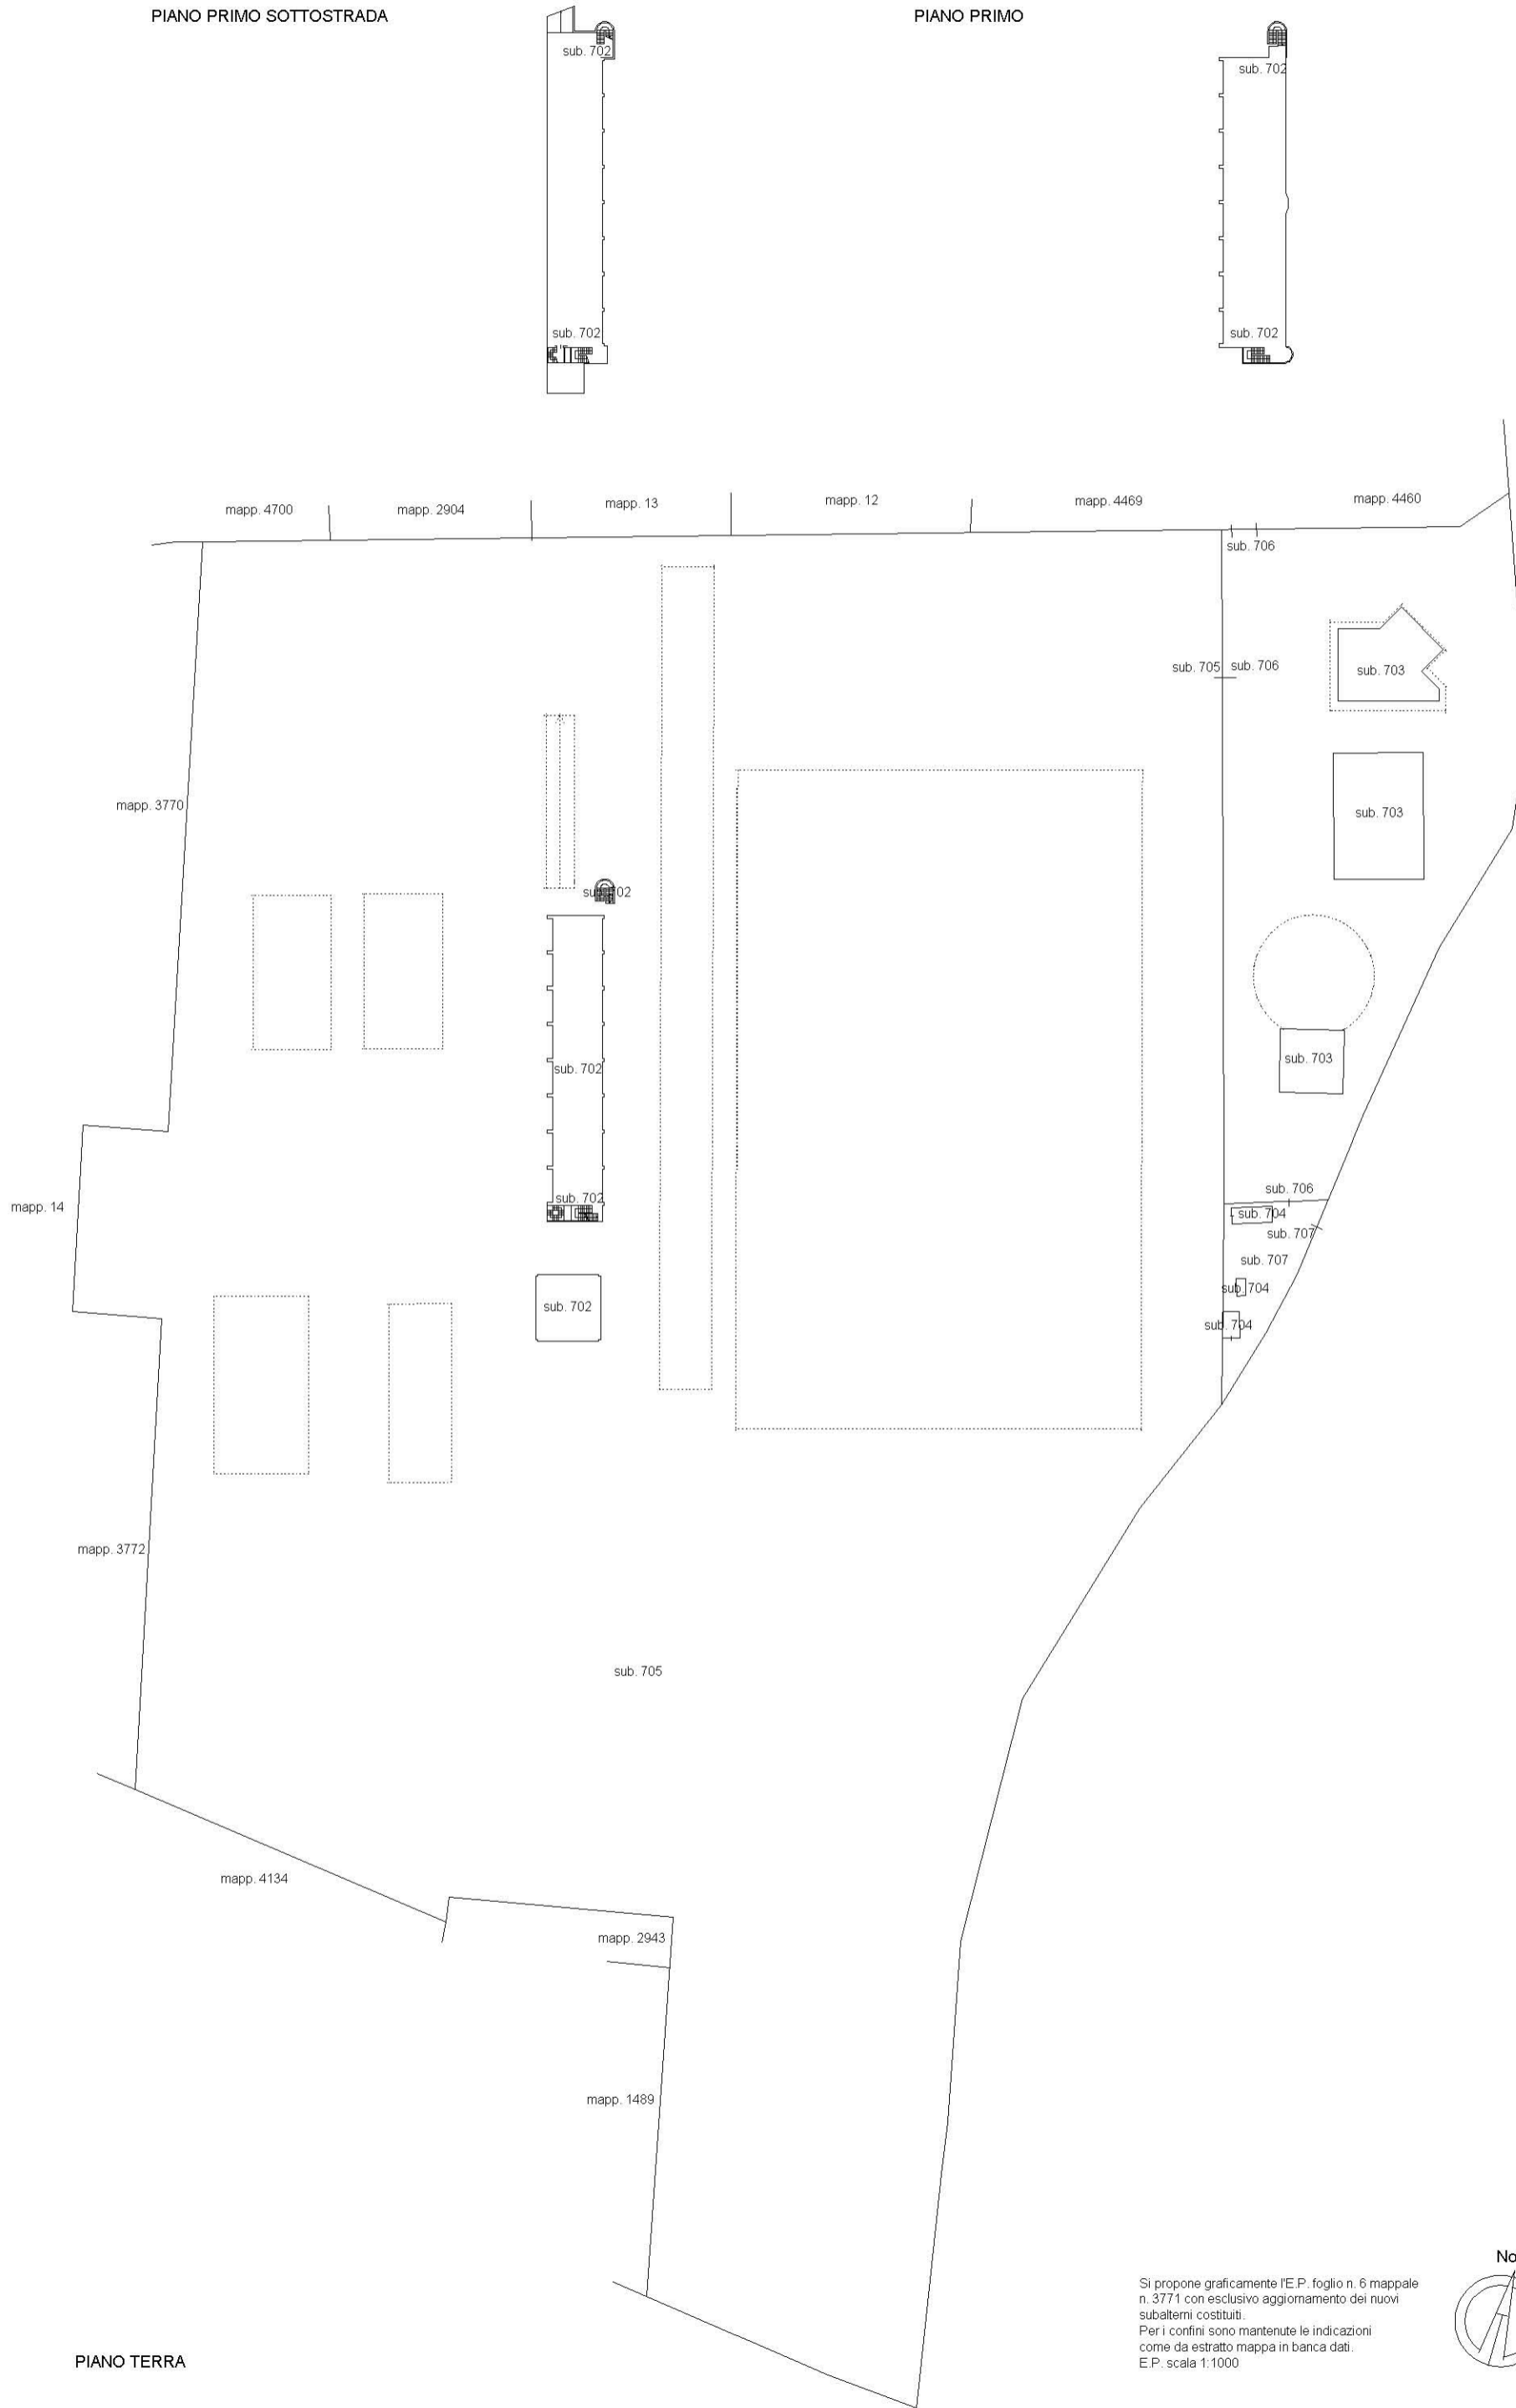 PIANO PRIMO SOTTOSTRADA
PIANO PRIMO
sub. 702
sub. 702
sub. 702
sub. 702
mapp. 4700
mapp. 2904
mapp. 13
mapp. 12
mapp. 4469
mapp. 4460
sub. 706
sub. 705
sub. 706
sub. 703
mapp. 3770
sub. 703
sub. 702
sub. 703
sub. 702
sub. 706
sub. 702
mapp. 14
sub. 704
sub. 707
sub. 707
sub. 704
sub. 702
sub. 704
mapp. 3772
sub. 705
mapp. 4134
mapp. 2943
mapp. 1489
Si propone graficamente l'E.P. foglio n. 6 mappale
n. 3771 con esclusivo aggiornamento dei nuovi
subalterni costituiti.
Per i confini sono mantenute le indicazioni
come da estratto mappa in banca dati.
E.P. scala 1:1000
PIANO TERRA